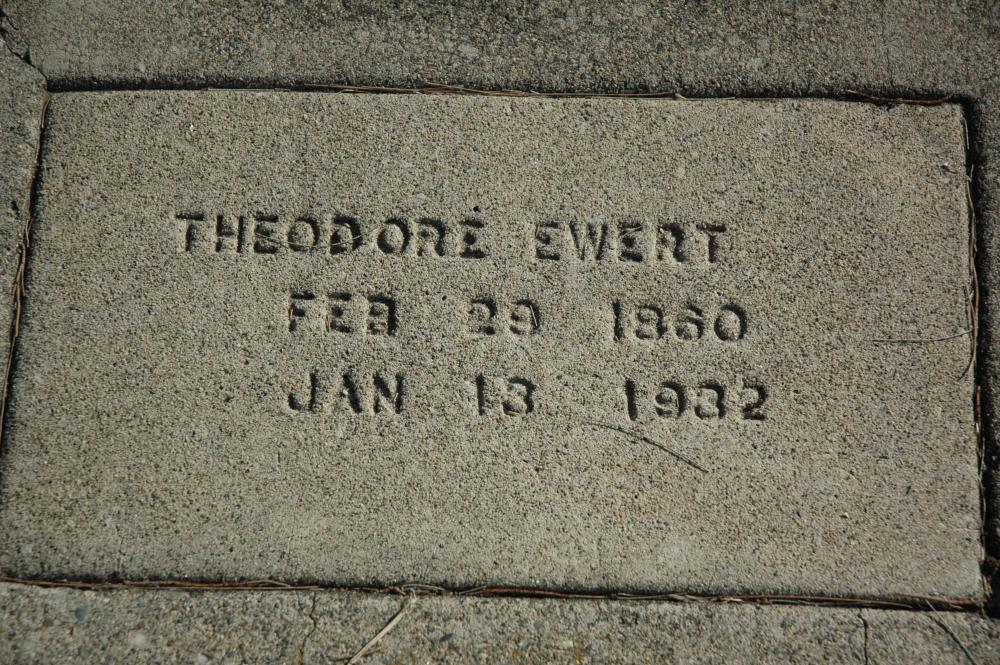 THEODORE EWERT
FEB 29 1860
JAN 13 1932